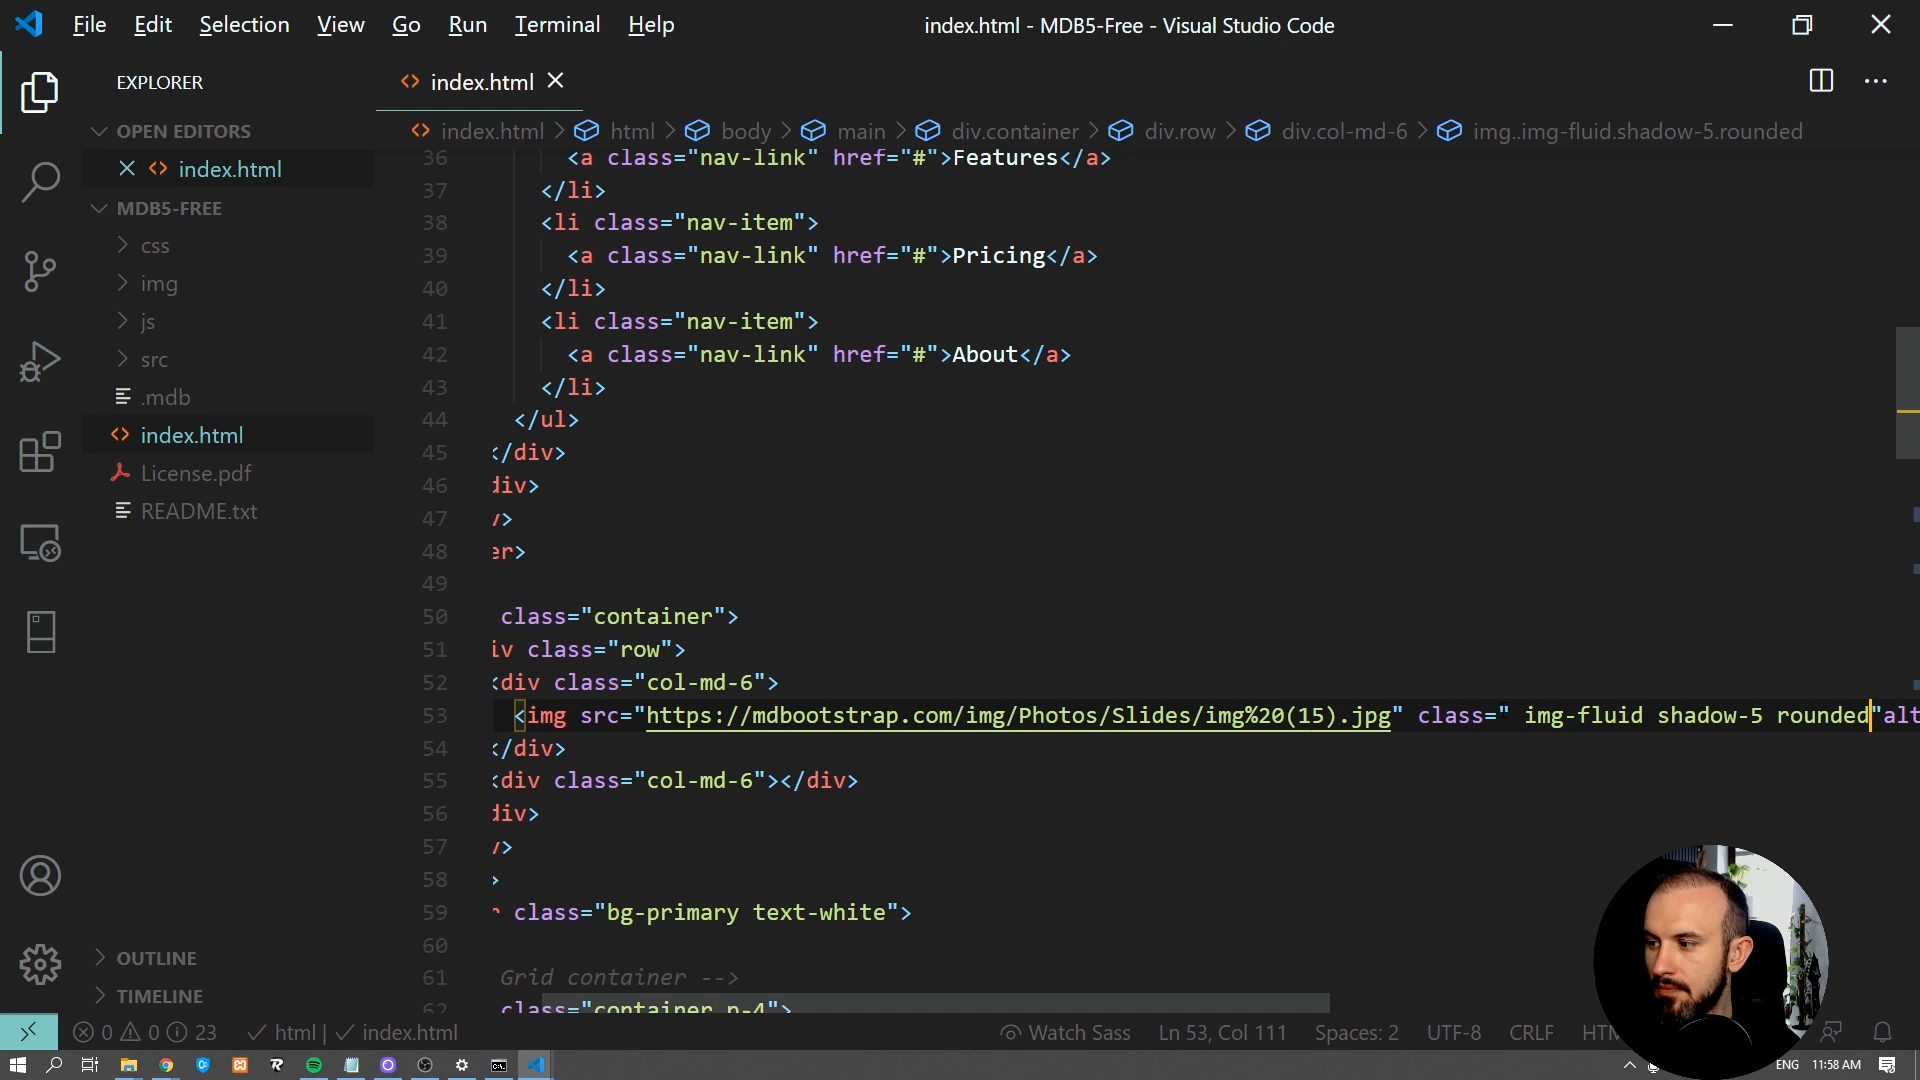 File Edit Selection View Go Run Terminal Help
index.html - MDB5-Free - Visual Studio Code
EXPLORER
OPEN EDITORS
index.html
MDB5-FREE
css
img
js
src
.mdb
index.html
License.pdf
README.txt
OUTLINE
TIMELINE
index.html
index.html > html > body > main > div.container > div.row > div.col-md-6 > img..img-fluid.shadow-5.rounded
36 <a class="nav-link" href="#">Features</a>
37 </li>
38 <li class="nav-item">
39 <a class="nav-link" href="#">Pricing</a>
40 </li>
41 <li class="nav-item">
42 <a class="nav-link" href="#">About</a>
43 </li>
44 </ul>
45 </div>
46 div>
47 />
48 er>
49
50 class="container">
51 iv class="row">
52 <div class="col-md-6">
53 <img src="https://mdbootstrap.com/img/Photos/Slides/img%20(15).jpg" class=" img-fluid shadow-5 rounded"alt
54 </div>
55 <div class="col-md-6"></div>
56 div>
57 />
58 >
59 class="bg-primary text-white">
60
61 Grid container -->
62 class="container p-4">
0 0 23 html | index.html
Watch Sass Ln 53, Col 111 Spaces: 2 UTF-8 CRLF HTM
ENG 11:58 AM